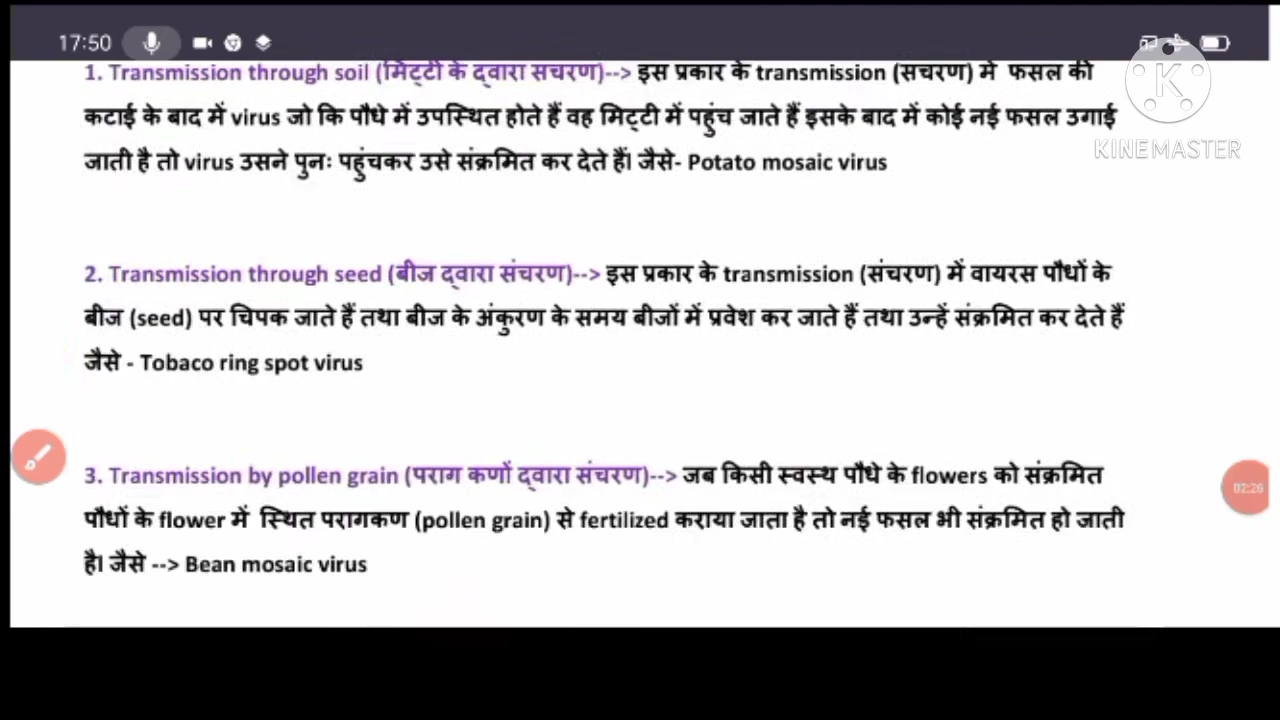 17:50
K
KINEMASTER
1. Transmission through soil (मिट्टी के द्वारा सचरण)--> इस प्रकार के transmission (सचरण) मे फसल की
कटाई के बाद में virus जो कि पौधे में उपस्थित होते हैं वह मिट्टी में पहुंच जाते हैं इसके बाद में कोई नई फसल उगाई
जाती है तो virus उसने पुनः पहुंचकर उसे संक्रमित कर देते हैं। जैसे- Potato mosaic virus
2. Transmission through seed (बीज द्वारा संचरण)--> इस प्रकार के transmission (संचरण) में वायरस पौधों के
बीज (seed) पर चिपक जाते हैं तथा बीज के अंकुरण के समय बीजों में प्रवेश कर जाते हैं तथा उन्हें संक्रमित कर देते हैं
जैसे - Tobaco ring spot virus
3. Transmission by pollen grain (पराग कणों द्वारा संचरण)--> जब किसी स्वस्थ पौधे के flowers को संक्रमित
02:26
पौधों के flower में स्थित परागकण (pollen grain) से fertilized कराया जाता है तो नई फसल भी संक्रमित हो जाती
है। जैसे --> Bean mosaic virus